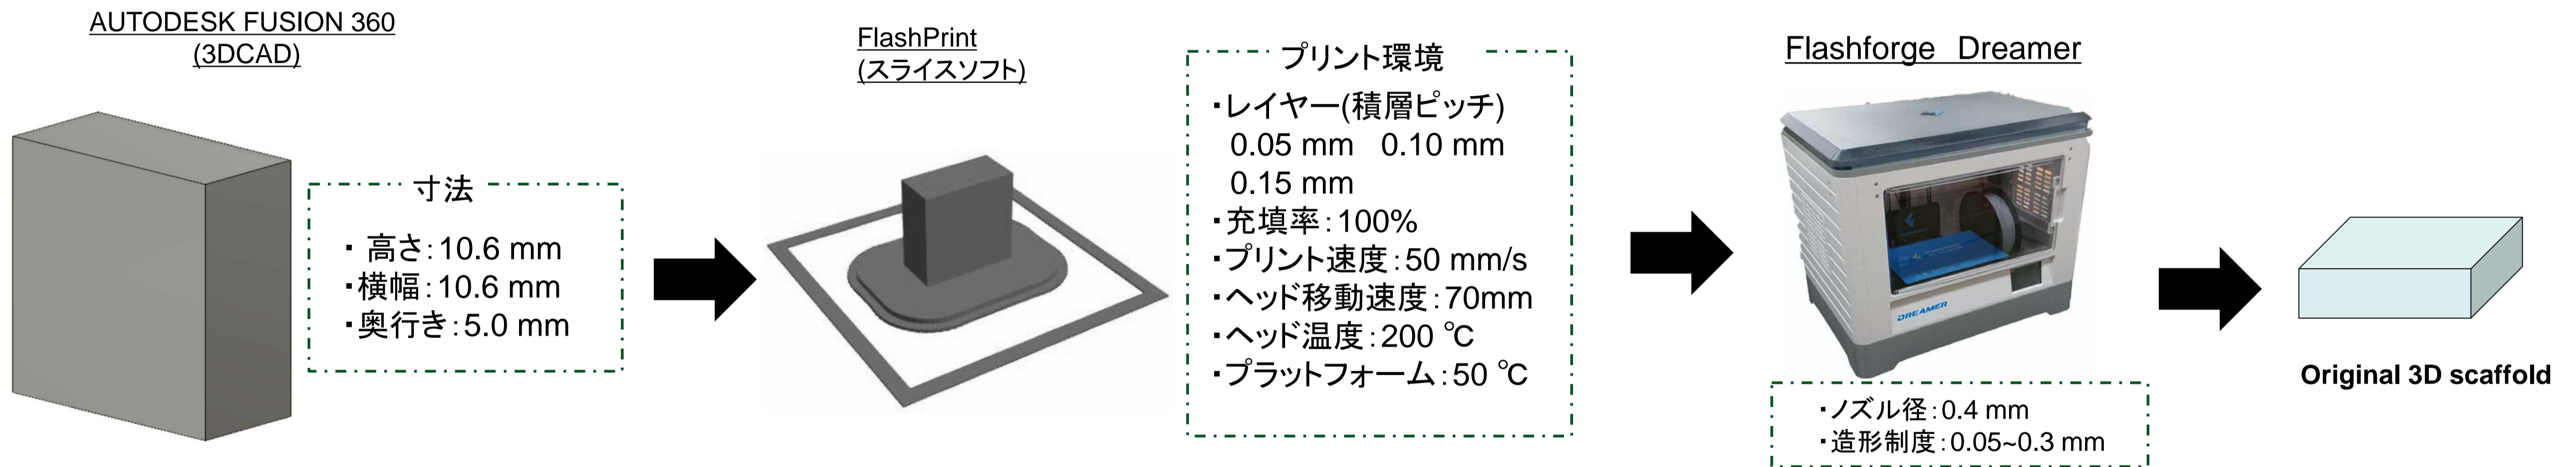 AUTODESK FUSION 360
(3DCAD)
寸法
・高さ：10.6 mm
・横幅：10.6 mm
・奥行き：5.0 mm
FlashPrint
(スライスソフト)
プリント環境
・レイヤー(積層ピッチ)
0.05 mm 0.10 mm
0.15 mm
・充填率：100%
・プリント速度：50 mm/s
・ヘッド移動速度：70mm
・ヘッド温度：200 ℃
・プラットフォーム：50 ℃
Flashforge Dreamer
DREAMER
・ノズル径：0.4 mm
・造形制度：0.05~0.3 mm
Original 3D scaffold